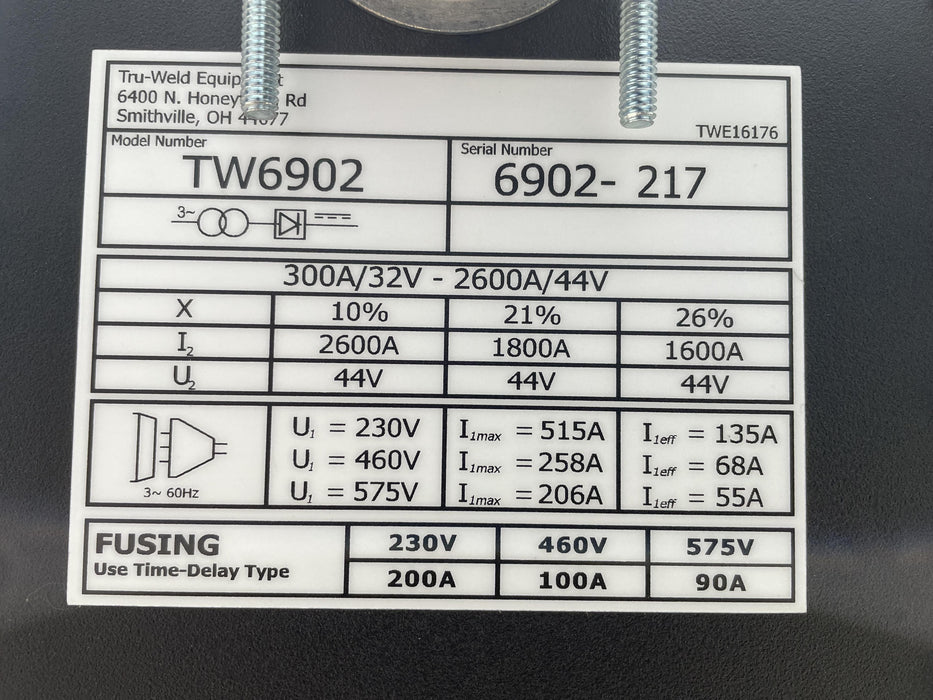 Tru-Weld
6400 N. Rd
Smithville, OH
TWE16176
Model Number
TW6902
Serial Number
6902- 217
3~
300A/32V - 2600A/44V
X 10% 21% 26%
I2 2600A 1800A 1600A
U2 44V 44V 44V
U1 = 230V I1max = 515A I1eff = 135A
U1 = 460V I1max = 258A I1eff = 68A
U1 = 575V I1max = 206A I1eff = 55A
3~ 60Hz
FUSING 230V 460V 575V
Use Time-Delay Type 200A 100A 90A